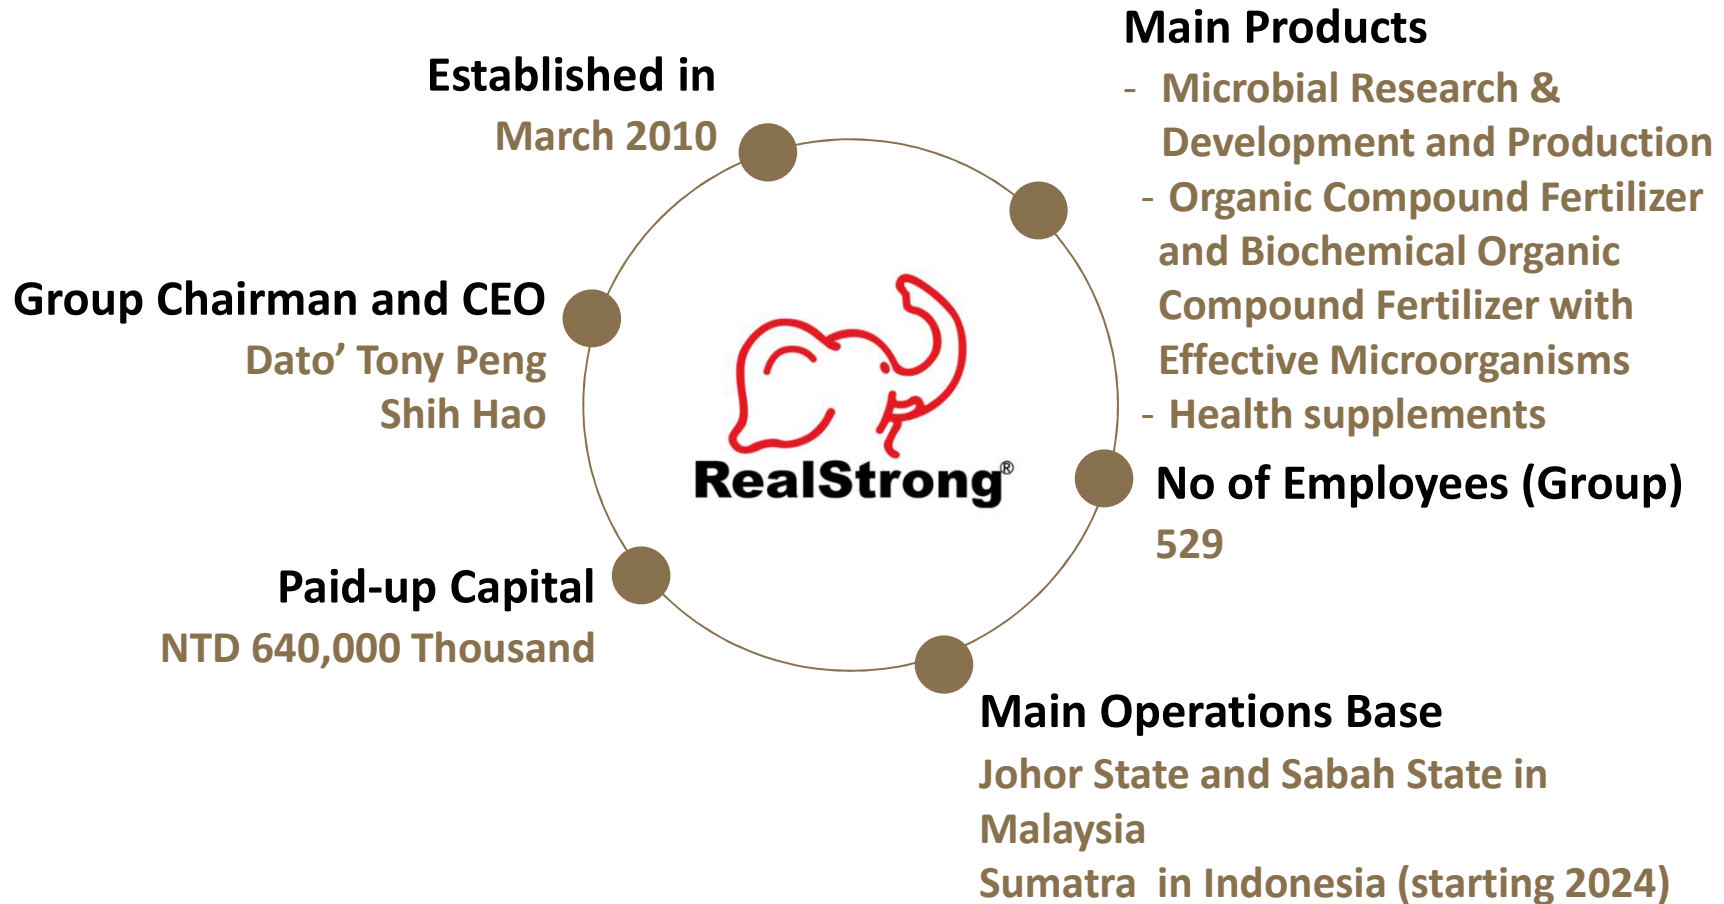 Established in
March 2010
Group Chairman and CEO
Dato’ Tony Peng
Shih Hao
Paid-up Capital
NTD 640,000 Thousand
RealStrong®
Main Products
- Microbial Research &
Development and Production
- Organic Compound Fertilizer
and Biochemical Organic
Compound Fertilizer with
Effective Microorganisms
- Health supplements
No of Employees (Group)
529
Main Operations Base
Johor State and Sabah State in
Malaysia
Sumatra in Indonesia (starting 2024)